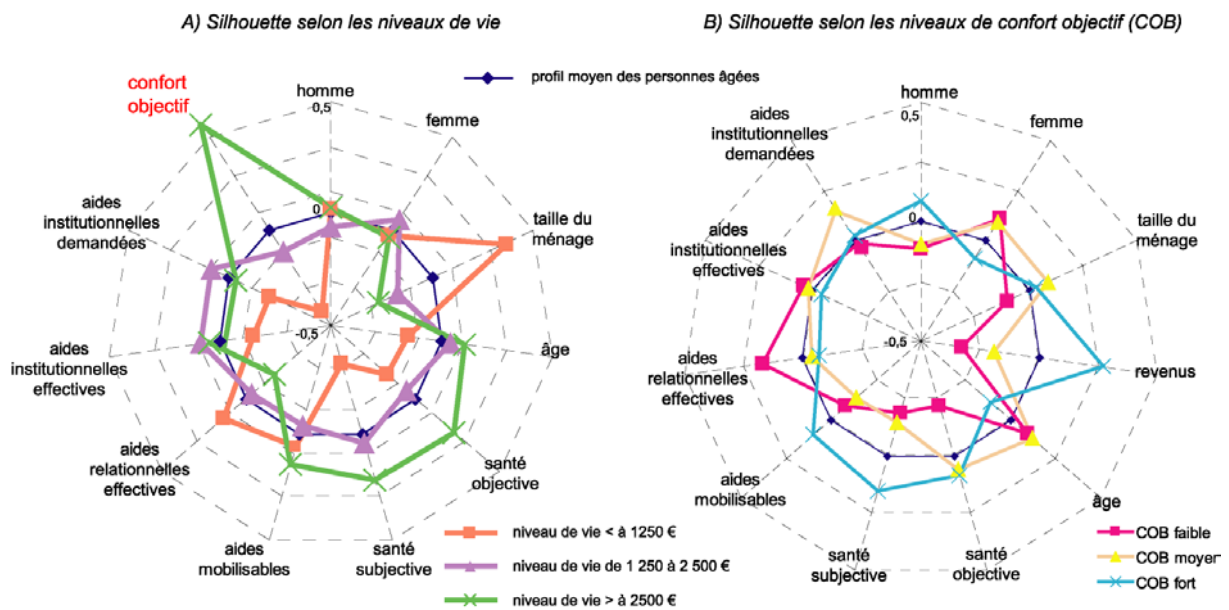 A) Silhouette selon les niveaux de vie
B) Silhouette selon les niveaux de confort objectif (COB)
profil moyen des personnes âgées
confort
objectif
homme
0,5
femme
taille du
ménage
âge
santé
objective
santé
subjective
aides
mobilisables
aides
relationnelles
effectives
aides
institutionnelles
effectives
aides
institutionnelles
demandées
0
-0,5
niveau de vie < à 1250 €
niveau de vie de 1 250 à 2 500 €
niveau de vie > à 2500 €
homme
0,5
femme
taille du
ménage
revenus
âge
santé
objective
santé
subjective
aides
mobilisables
aides
relationnelles
effectives
aides
institutionnelles
effectives
aides
institutionnelles
demandées
0
-0,5
COB faible
COB moyen
COB fort